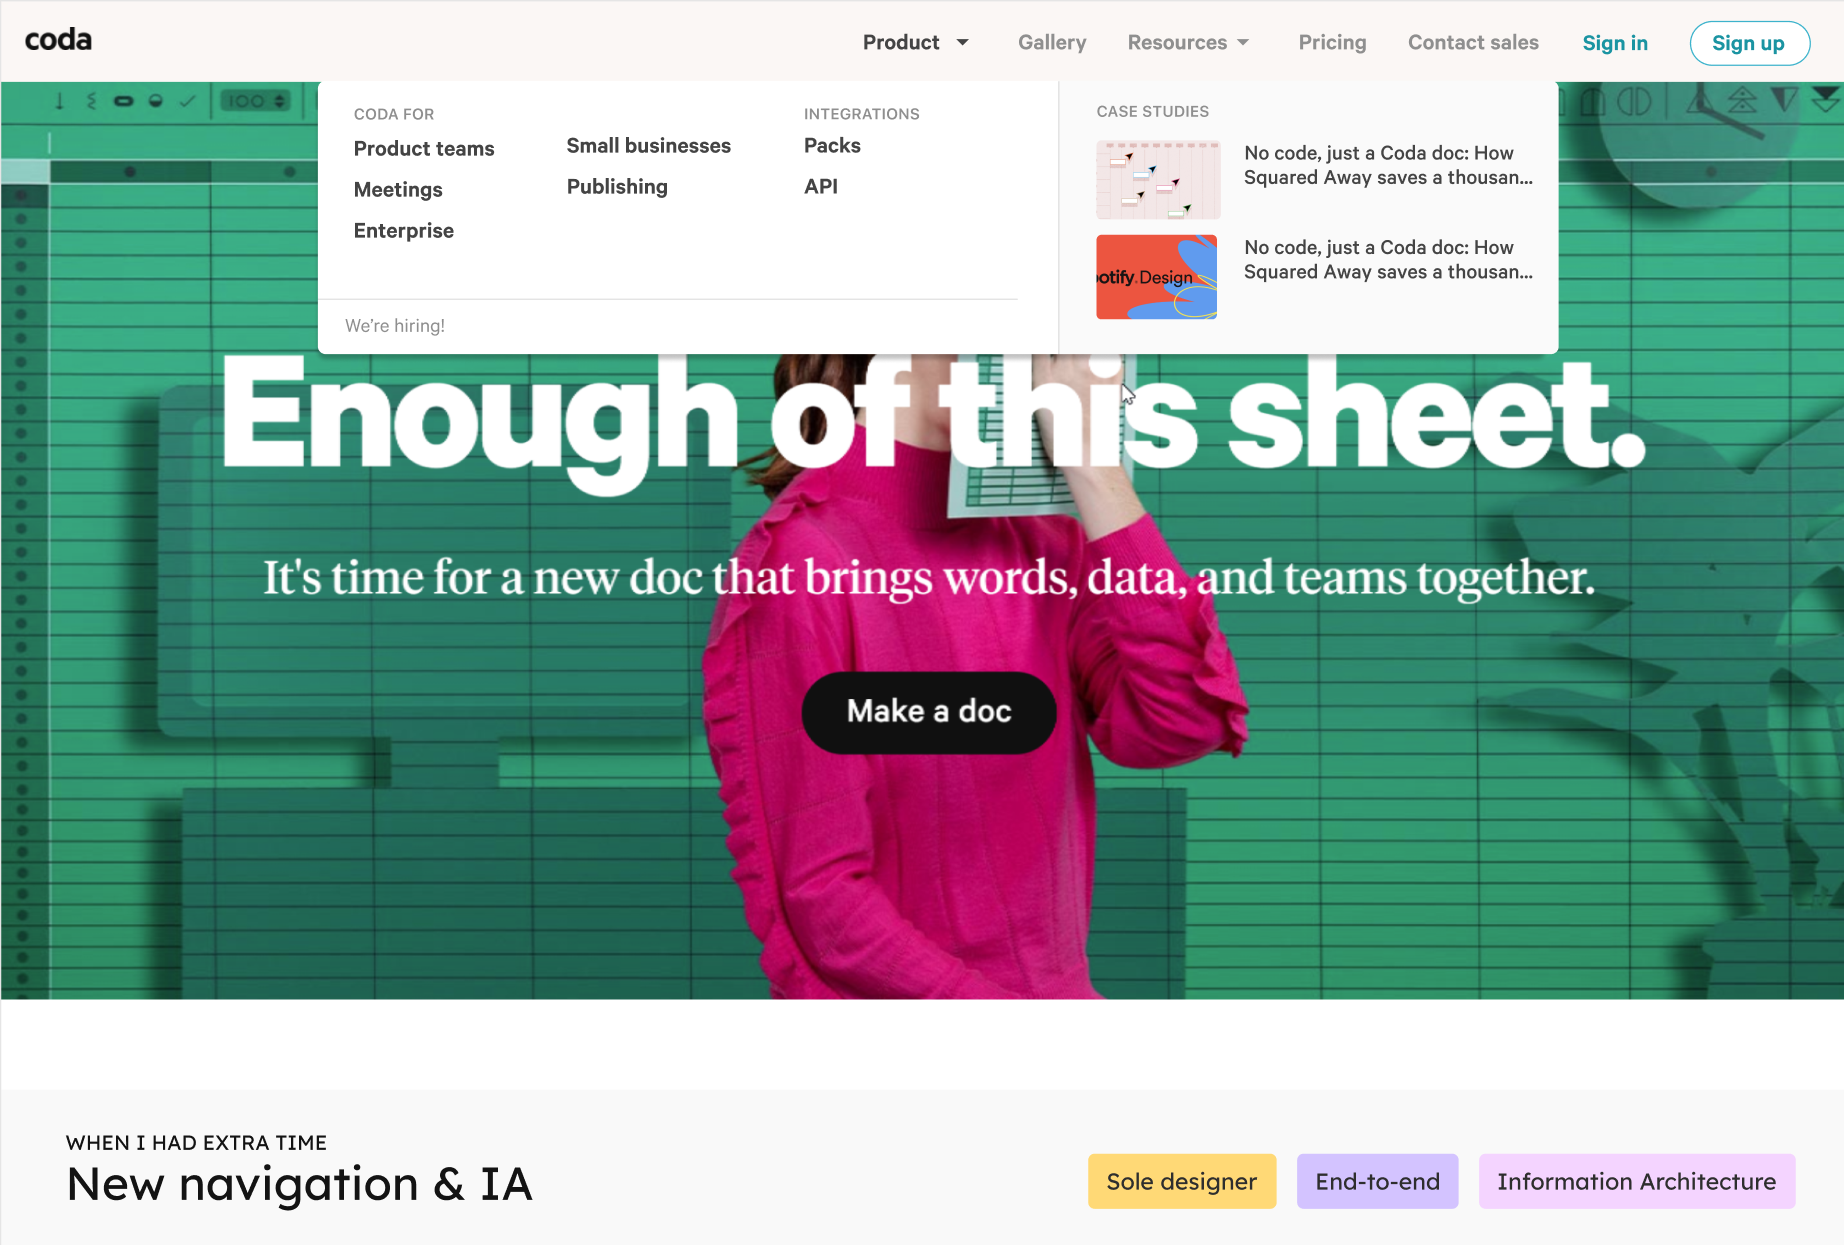 coda
Product
Gallery
Resources
Pricing
Contact sales
Sign in
Sign up
100
CODA FOR
Product teams
Meetings
Enterprise
Small businesses
Publishing
INTEGRATIONS
Packs
API
We're hiring!
CASE STUDIES
No code, just a Coda doc: How
Squared Away saves a thousan...
otify.Design
No code, just a Coda doc: How
Squared Away saves a thousan...
Enough of this sheet.
It's time for a new doc that brings words, data, and teams together.
Make a doc
WHEN I HAD EXTRA TIME
New navigation & IA
Sole designer
End-to-end
Information Architecture